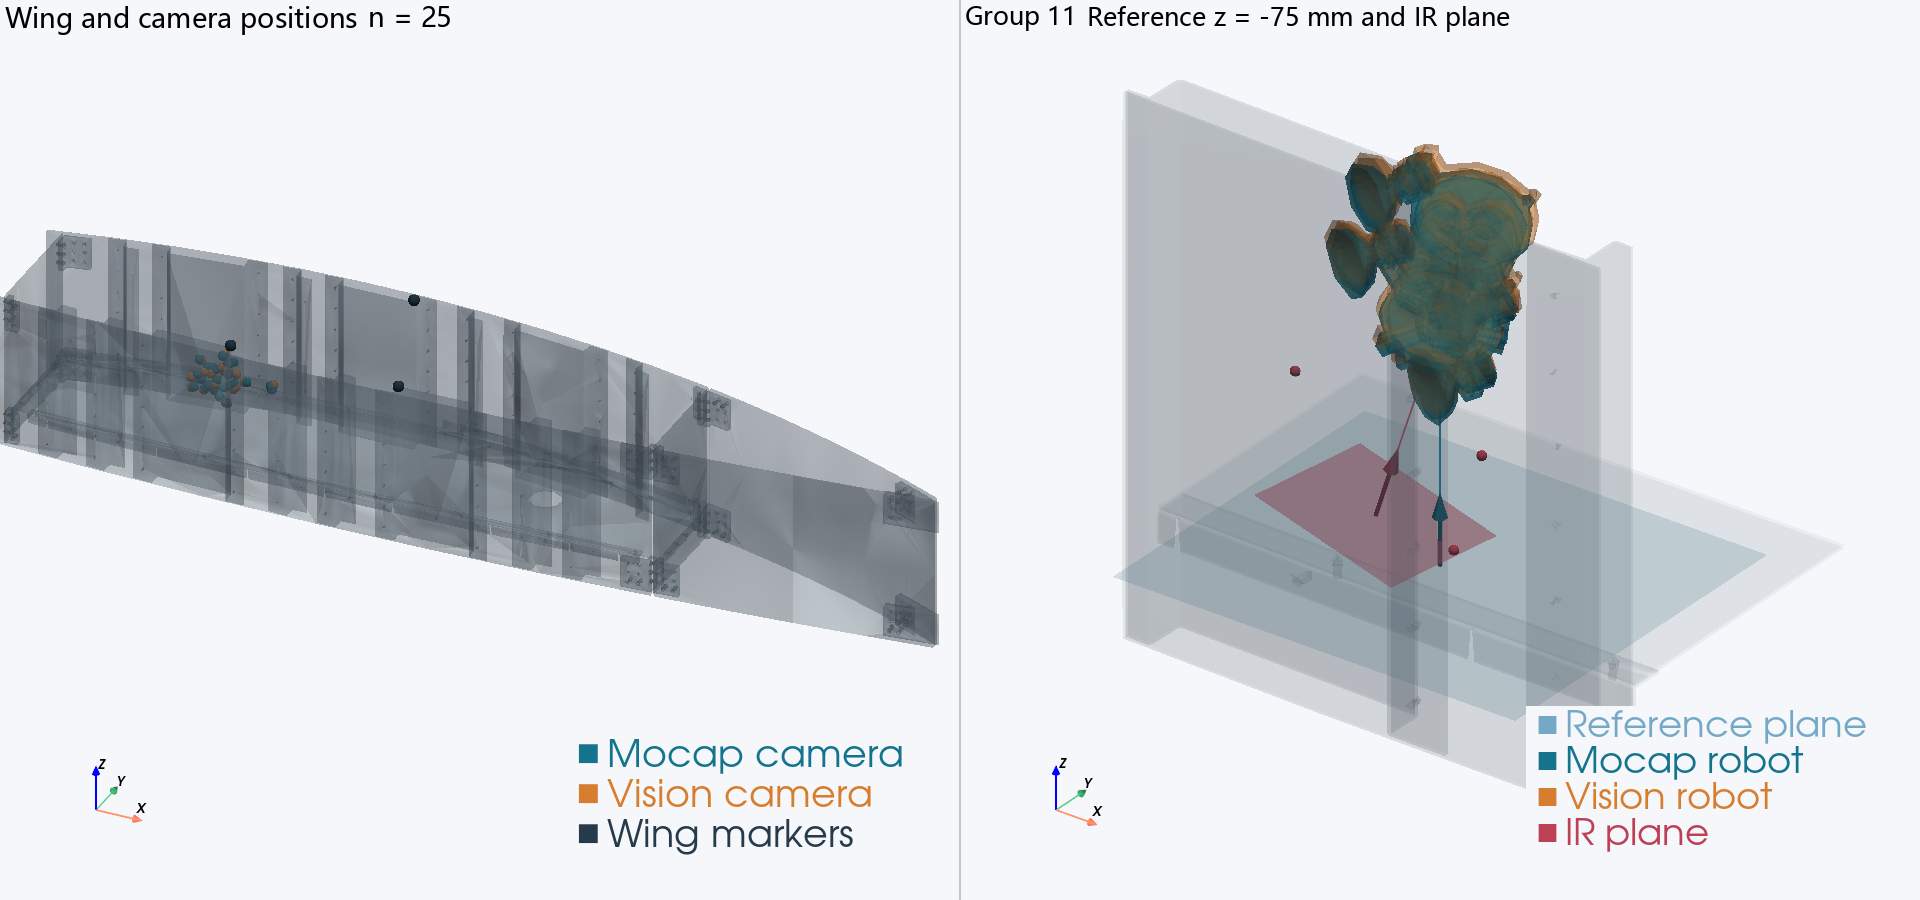 Wing and camera positions n = 25
Group 11 Reference z = -75 mm and IR plane
Z
Y
X
Mocap camera
Vision camera
Wing markers
Z
Y
X
Reference plane
Mocap robot
Vision robot
IR plane